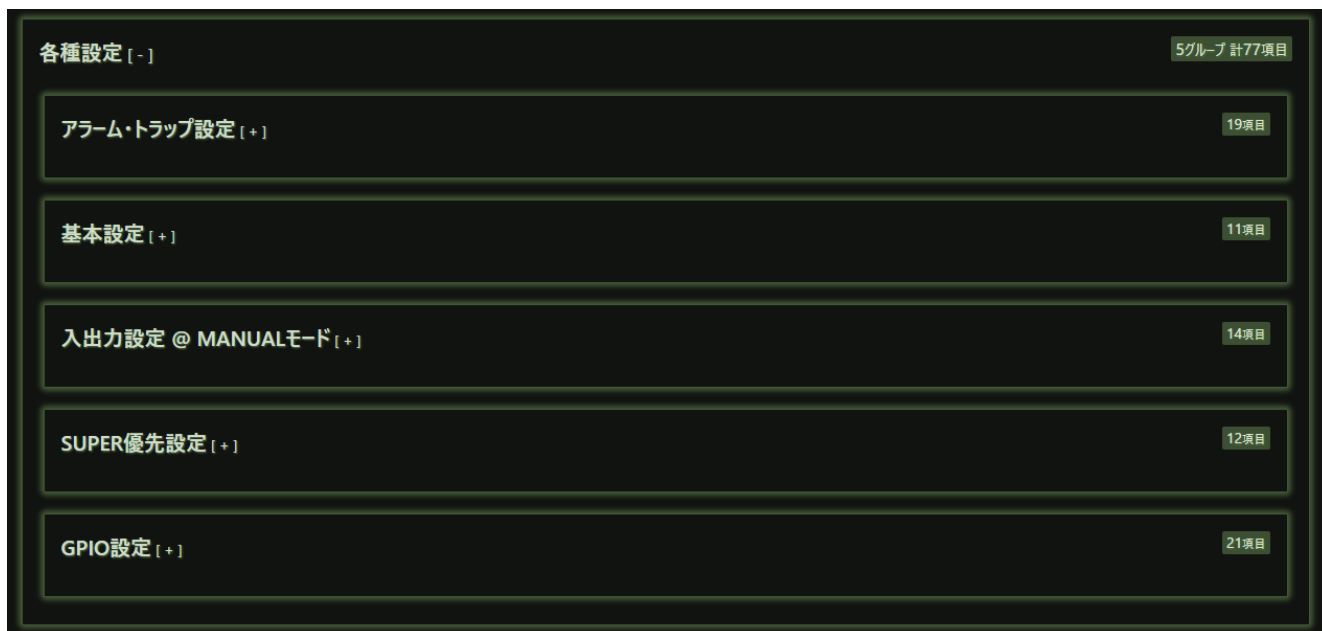 各種設定 [ - ] 5グループ 計77項目
アラーム・トラップ設定 [ + ] 19項目
基本設定 [ + ] 11項目
入出力設定 @ MANUALモード [ + ] 14項目
SUPER優先設定 [ + ] 12項目
GPIO設定 [ + ] 21項目